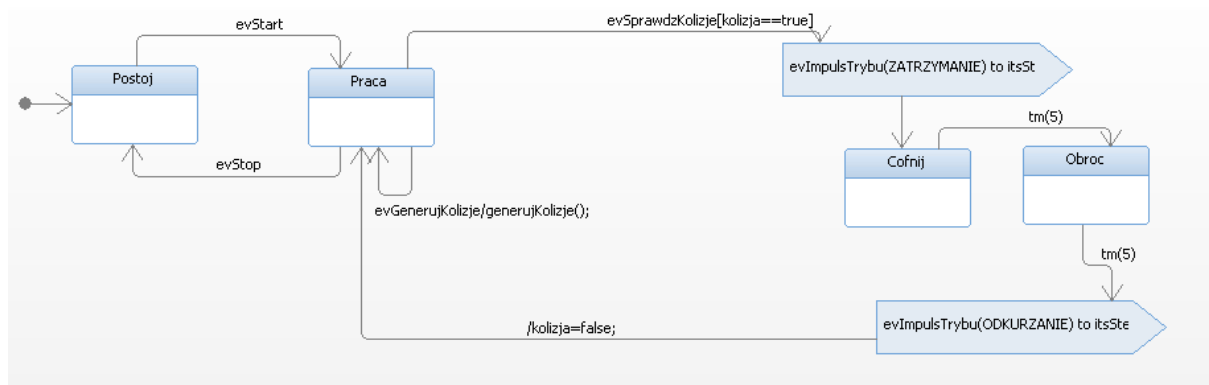 evStart
evSprawdzKolizje[kolizja==true]
evImpulsTrybu(ZATRZYMANIE) to itsSt
Postoj
Praca
tm(5)
Cofnij
Obroc
evStop
evGenerujKolizje/generujKolizje();
tm(5)
/kolizja=false;
evImpulsTrybu(ODKURZANIE) to itsSte